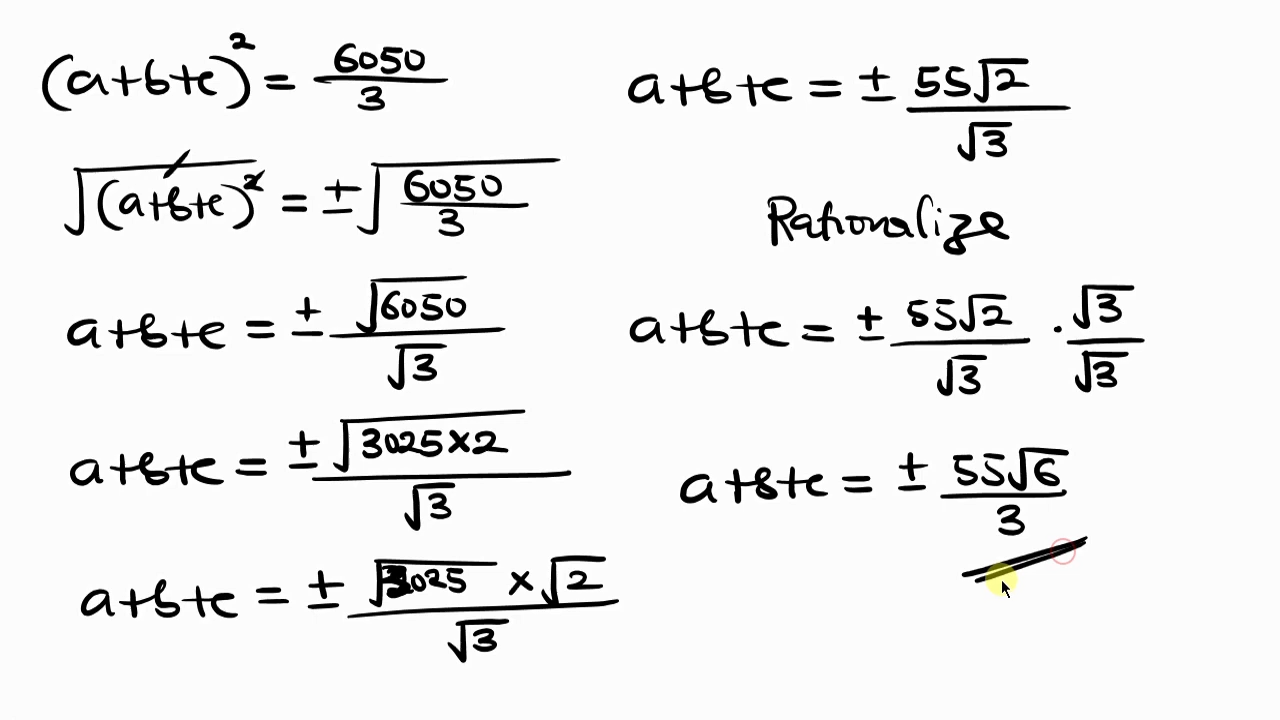 (a+b+c)² = 6050/3
√(a+b+c)² = ±√(6050/3)
a+b+c = ± √6050/√3
a+b+c = ± √(3025×2)/√3
a+b+c = ± √3025 × √2/√3
a+b+c = ± 55√2/√3
Rationalize
a+b+c = ± 55√2/√3 · √3/√3
a+b+c = ± 55√6/3